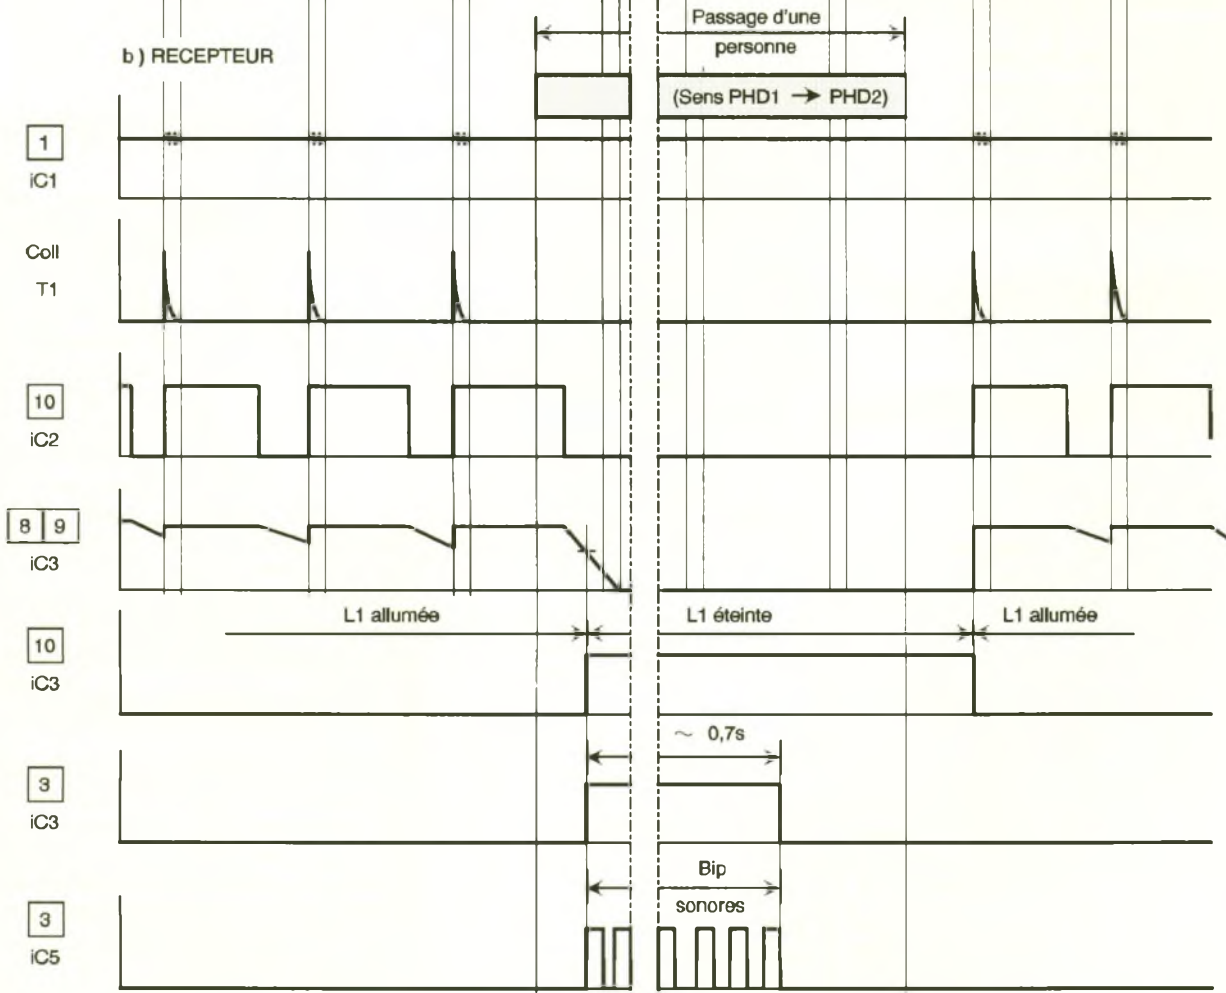 Passage d'une
personne
b ) RECEPTEUR
(Sens PHD1 → PHD2)
1
iC1
Coll
T1
10
iC2
8 9
iC3
L1 allumée
L1 éteinte
L1 allumée
10
iC3
~ 0,7s
3
iC3
Bip
sonores
3
iC5